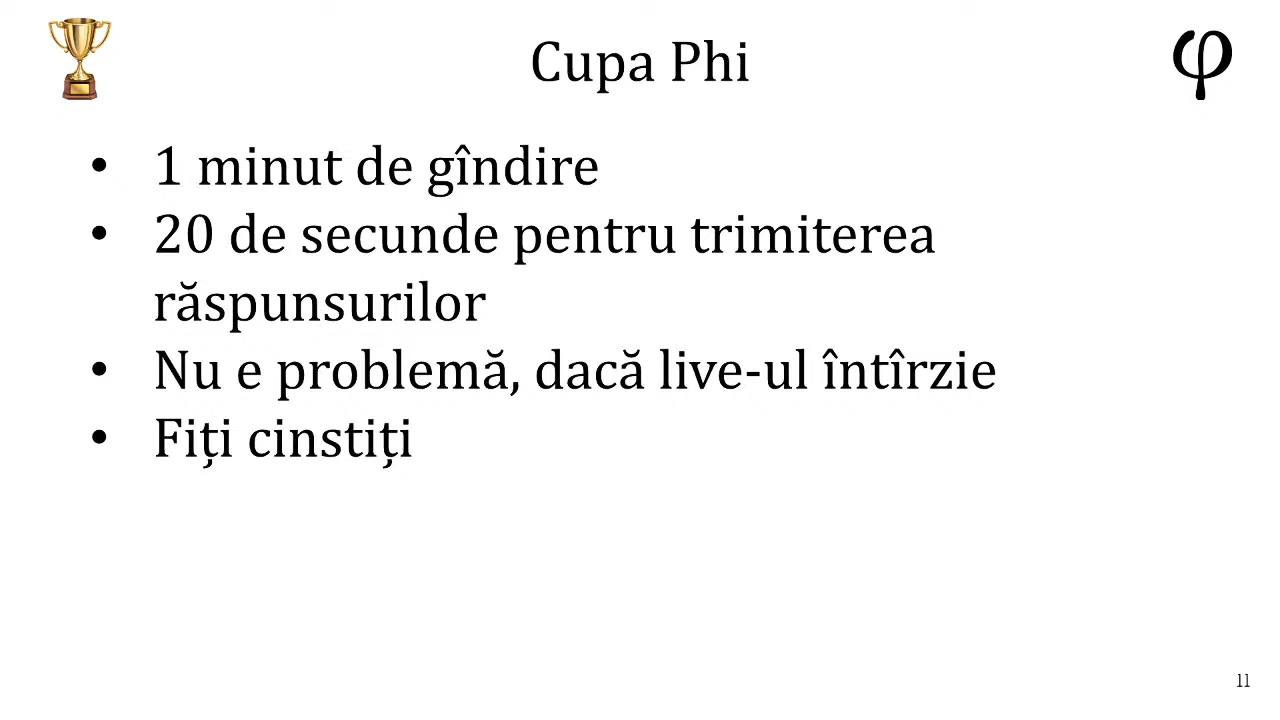 Cupa Phi
φ
• 1 minut de gîndire
• 20 de secunde pentru trimiterea
răspunsurilor
• Nu e problemă, dacă live-ul întîrzie
• Fiți cinstiți
11